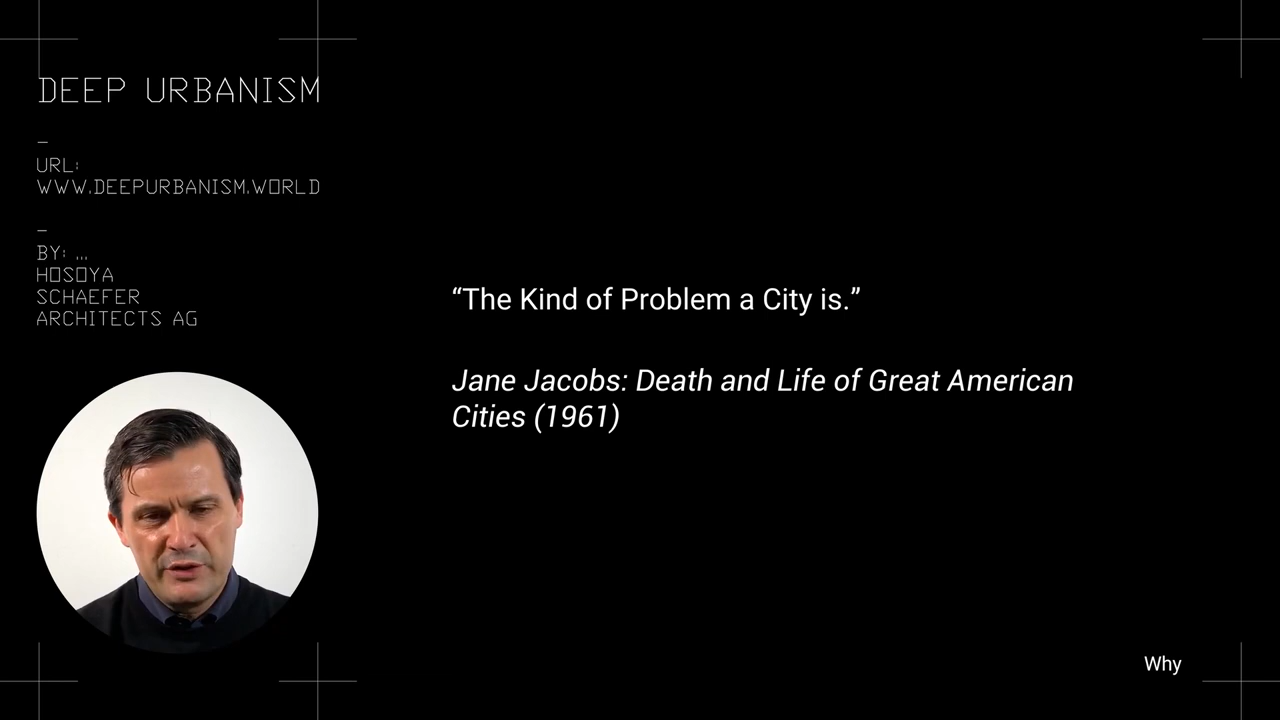 DEEP URBANISM
–
URL:
WWW.DEEPURBANISM.WORLD
–
BY: ...
HOSOYA
SCHAEFER
ARCHITECTS AG
“The Kind of Problem a City is.”
Jane Jacobs: Death and Life of Great American
Cities (1961)
Why